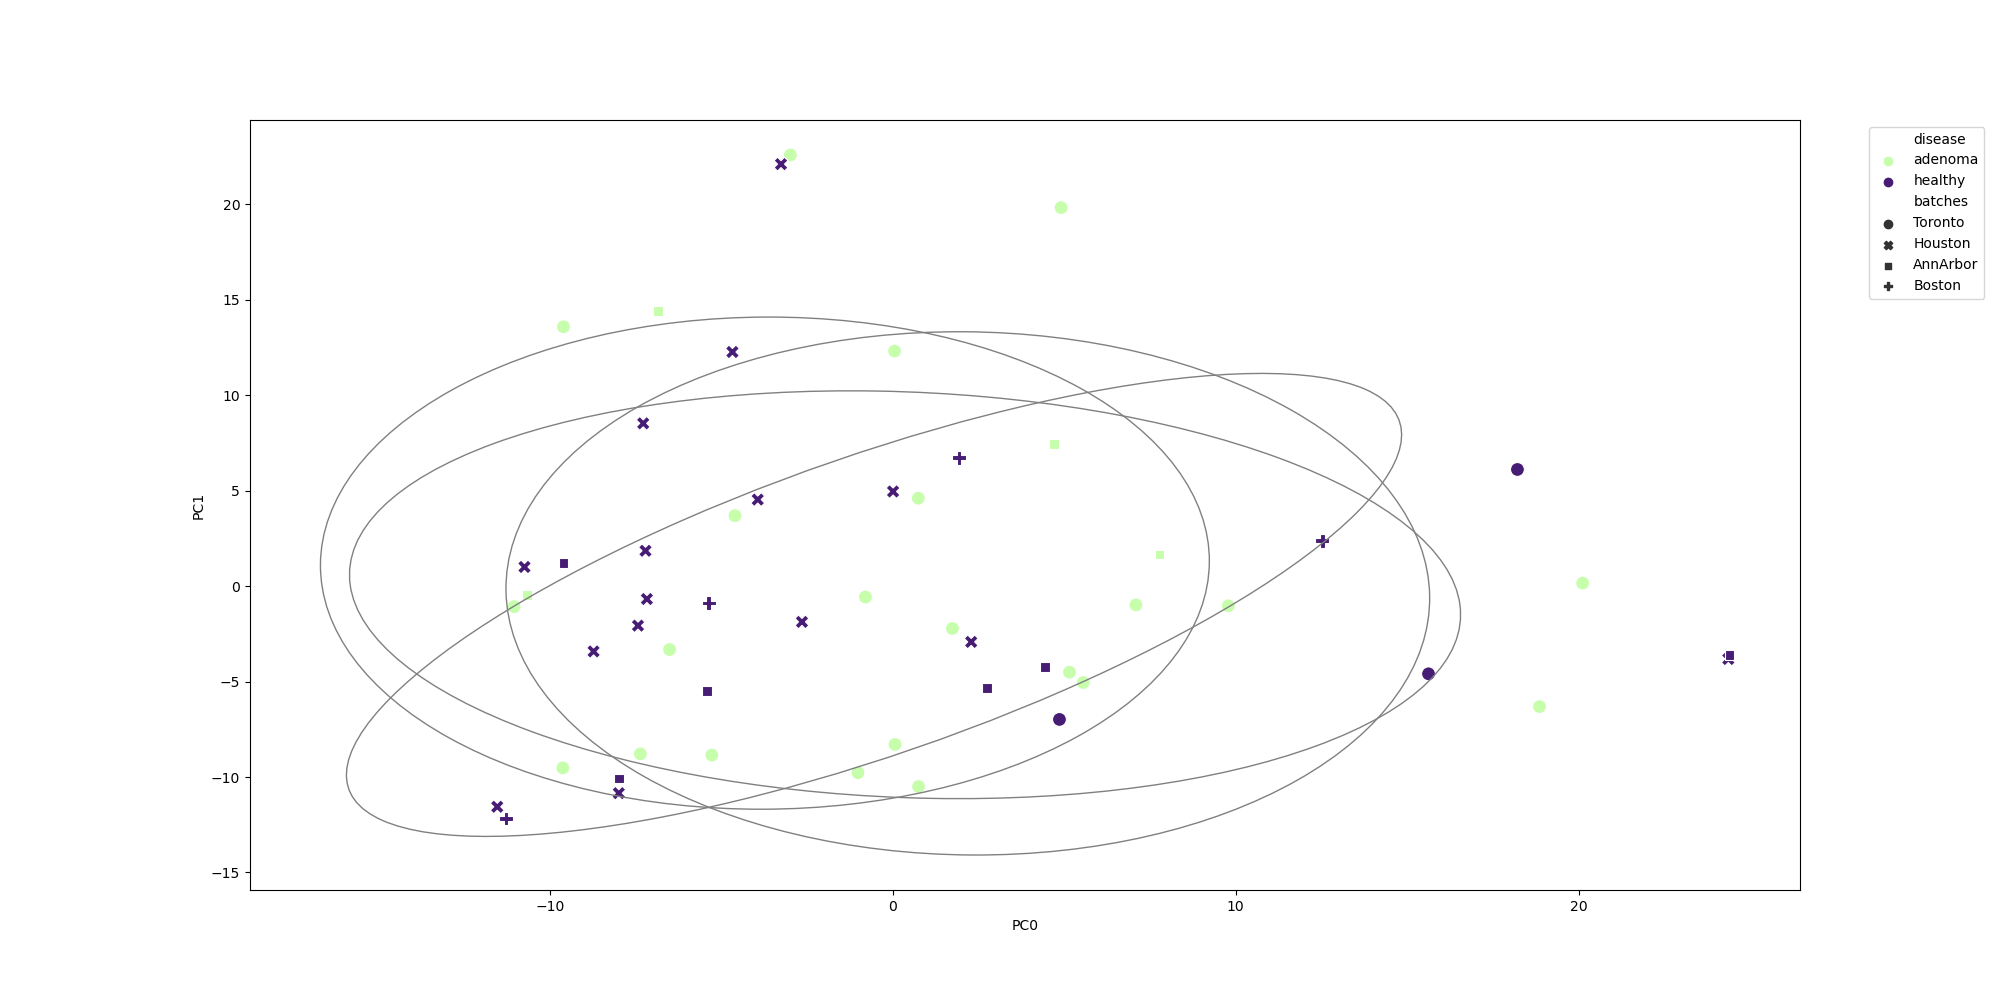 disease
adenoma
healthy
batches
Toronto
Houston
AnnArbor
Boston
20
15
10
5
0
−5
−10
−15
PC1
−10 0 10 20
PC0